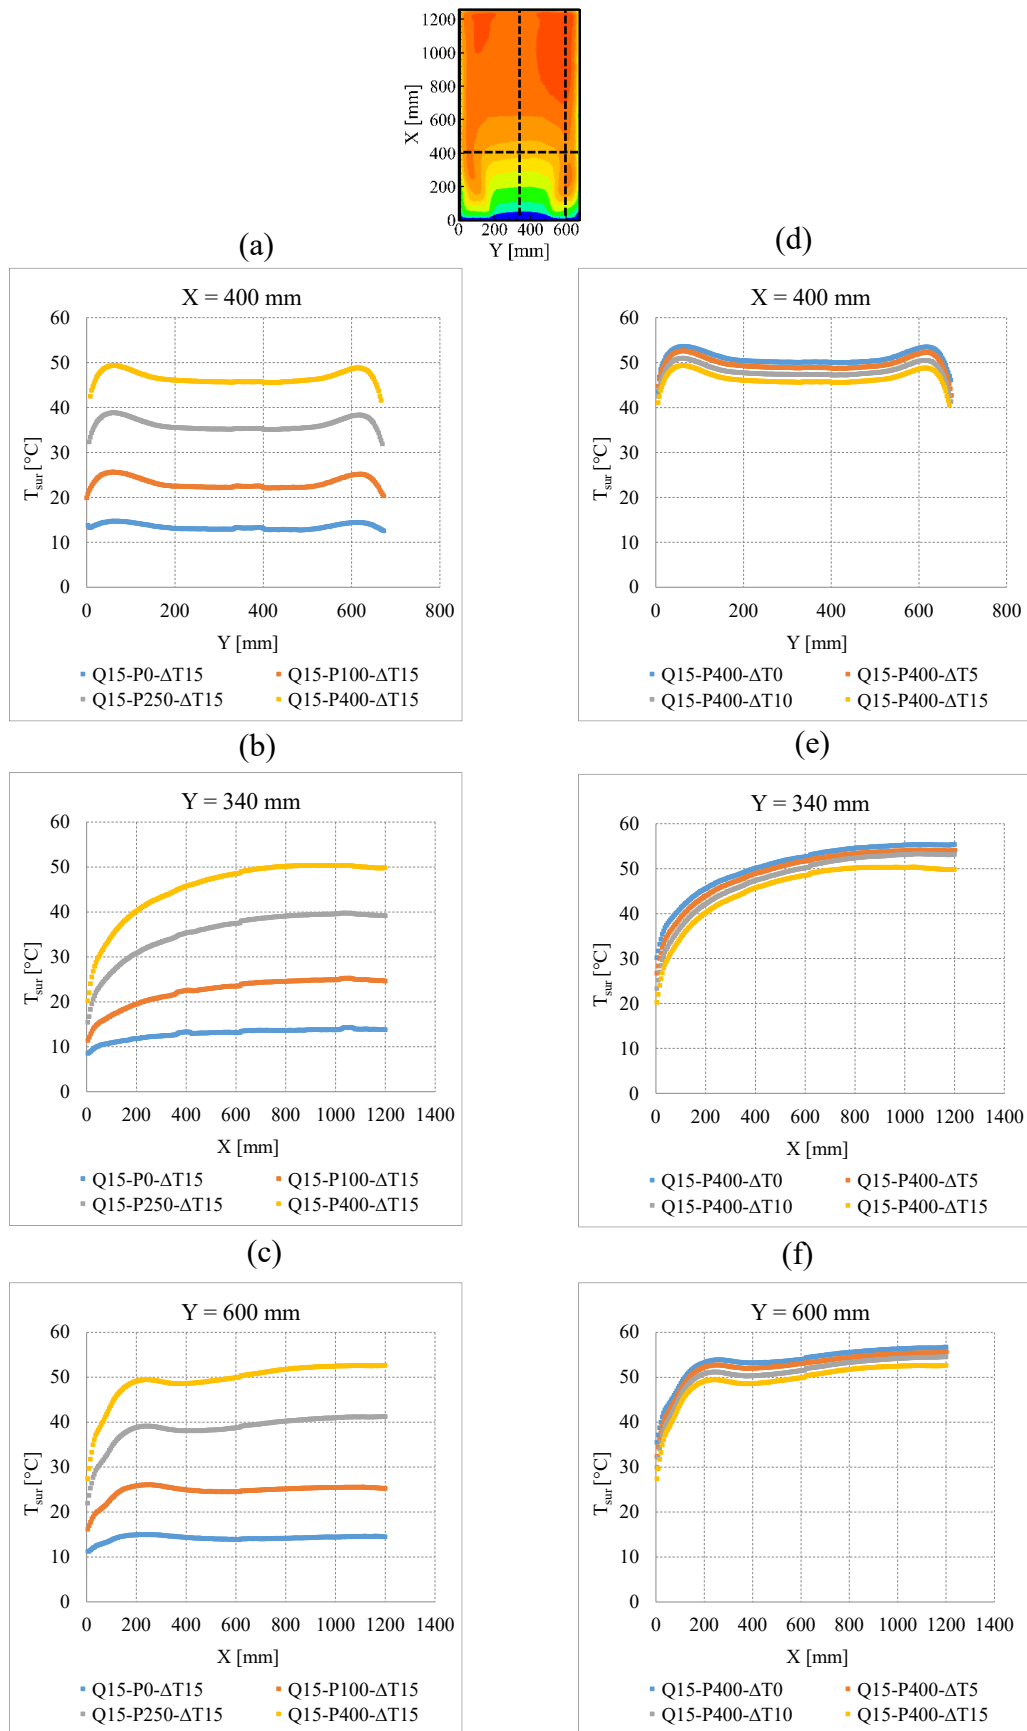 1200
1000
800
600
400
200
0
X [mm]
0 200 400 600
Y [mm]
(a)
X = 400 mm
60
50
40
30
20
10
0
Tsur [°C]
0 200 400 600 800
Y [mm]
Q15-P0-ΔT15 Q15-P100-ΔT15
Q15-P250-ΔT15 Q15-P400-ΔT15
(d)
X = 400 mm
60
50
40
30
20
10
0
Tsur [°C]
0 200 400 600 800
Y [mm]
Q15-P400-ΔT0 Q15-P400-ΔT5
Q15-P400-ΔT10 Q15-P400-ΔT15
(b)
Y = 340 mm
60
50
40
30
20
10
0
Tsur [°C]
0 200 400 600 800 1000 1200 1400
X [mm]
Q15-P0-ΔT15 Q15-P100-ΔT15
Q15-P250-ΔT15 Q15-P400-ΔT15
(e)
Y = 340 mm
60
50
40
30
20
10
0
Tsur [°C]
0 200 400 600 800 1000 1200 1400
X [mm]
Q15-P400-ΔT0 Q15-P400-ΔT5
Q15-P400-ΔT10 Q15-P400-ΔT15
(c)
Y = 600 mm
60
50
40
30
20
10
0
Tsur [°C]
0 200 400 600 800 1000 1200 1400
X [mm]
Q15-P0-ΔT15 Q15-P100-ΔT15
Q15-P250-ΔT15 Q15-P400-ΔT15
(f)
Y = 600 mm
60
50
40
30
20
10
0
Tsur [°C]
0 200 400 600 800 1000 1200 1400
X [mm]
Q15-P400-ΔT0 Q15-P400-ΔT5
Q15-P400-ΔT10 Q15-P400-ΔT15